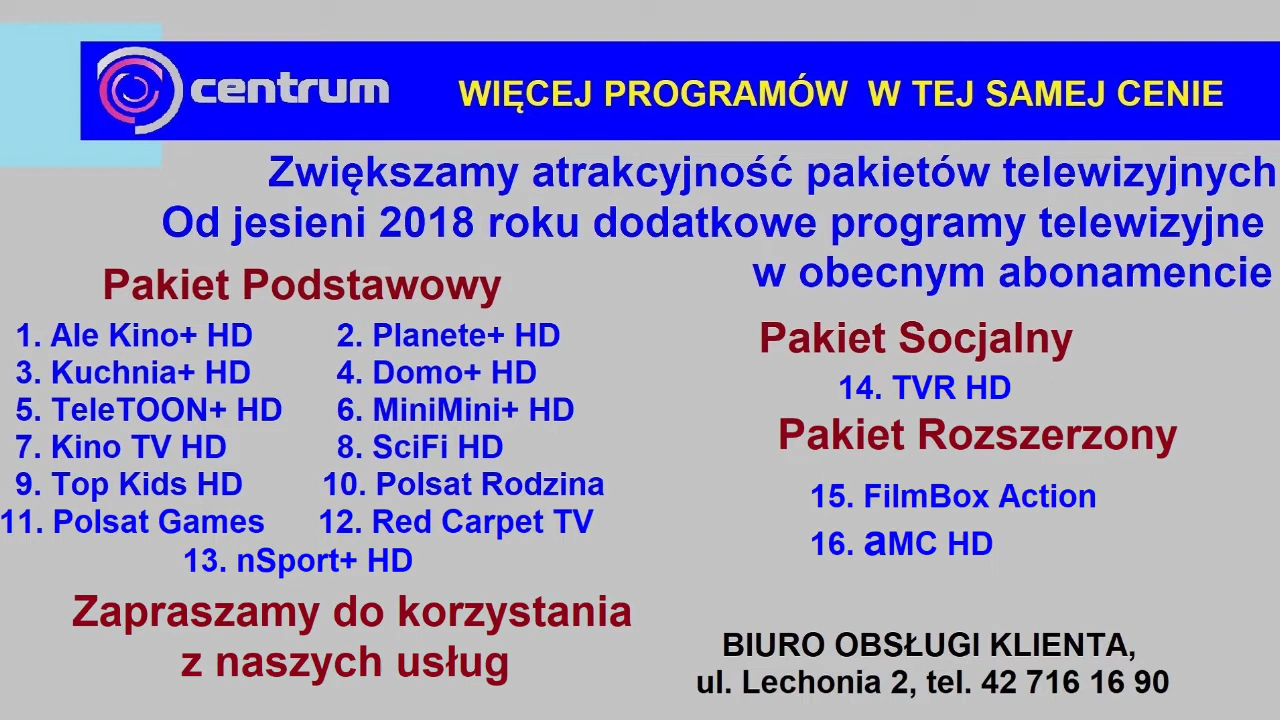 centrum
WIĘCEJ PROGRAMÓW W TEJ SAMEJ CENIE
Zwiększamy atrakcyjność pakietów telewizyjnych
Od jesieni 2018 roku dodatkowe programy telewizyjne
w obecnym abonamencie
Pakiet Podstawowy
1. Ale Kino+ HD 2. Planete+ HD
3. Kuchnia+ HD 4. Domo+ HD
5. TeleTOON+ HD 6. MiniMini+ HD
7. Kino TV HD 8. SciFi HD
9. Top Kids HD 10. Polsat Rodzina
11. Polsat Games 12. Red Carpet TV
13. nSport+ HD
Pakiet Socjalny
14. TVR HD
Pakiet Rozszerzony
15. FilmBox Action
16. aMC HD
Zapraszamy do korzystania
z naszych usług
BIURO OBSŁUGI KLIENTA,
ul. Lechonia 2, tel. 42 716 16 90